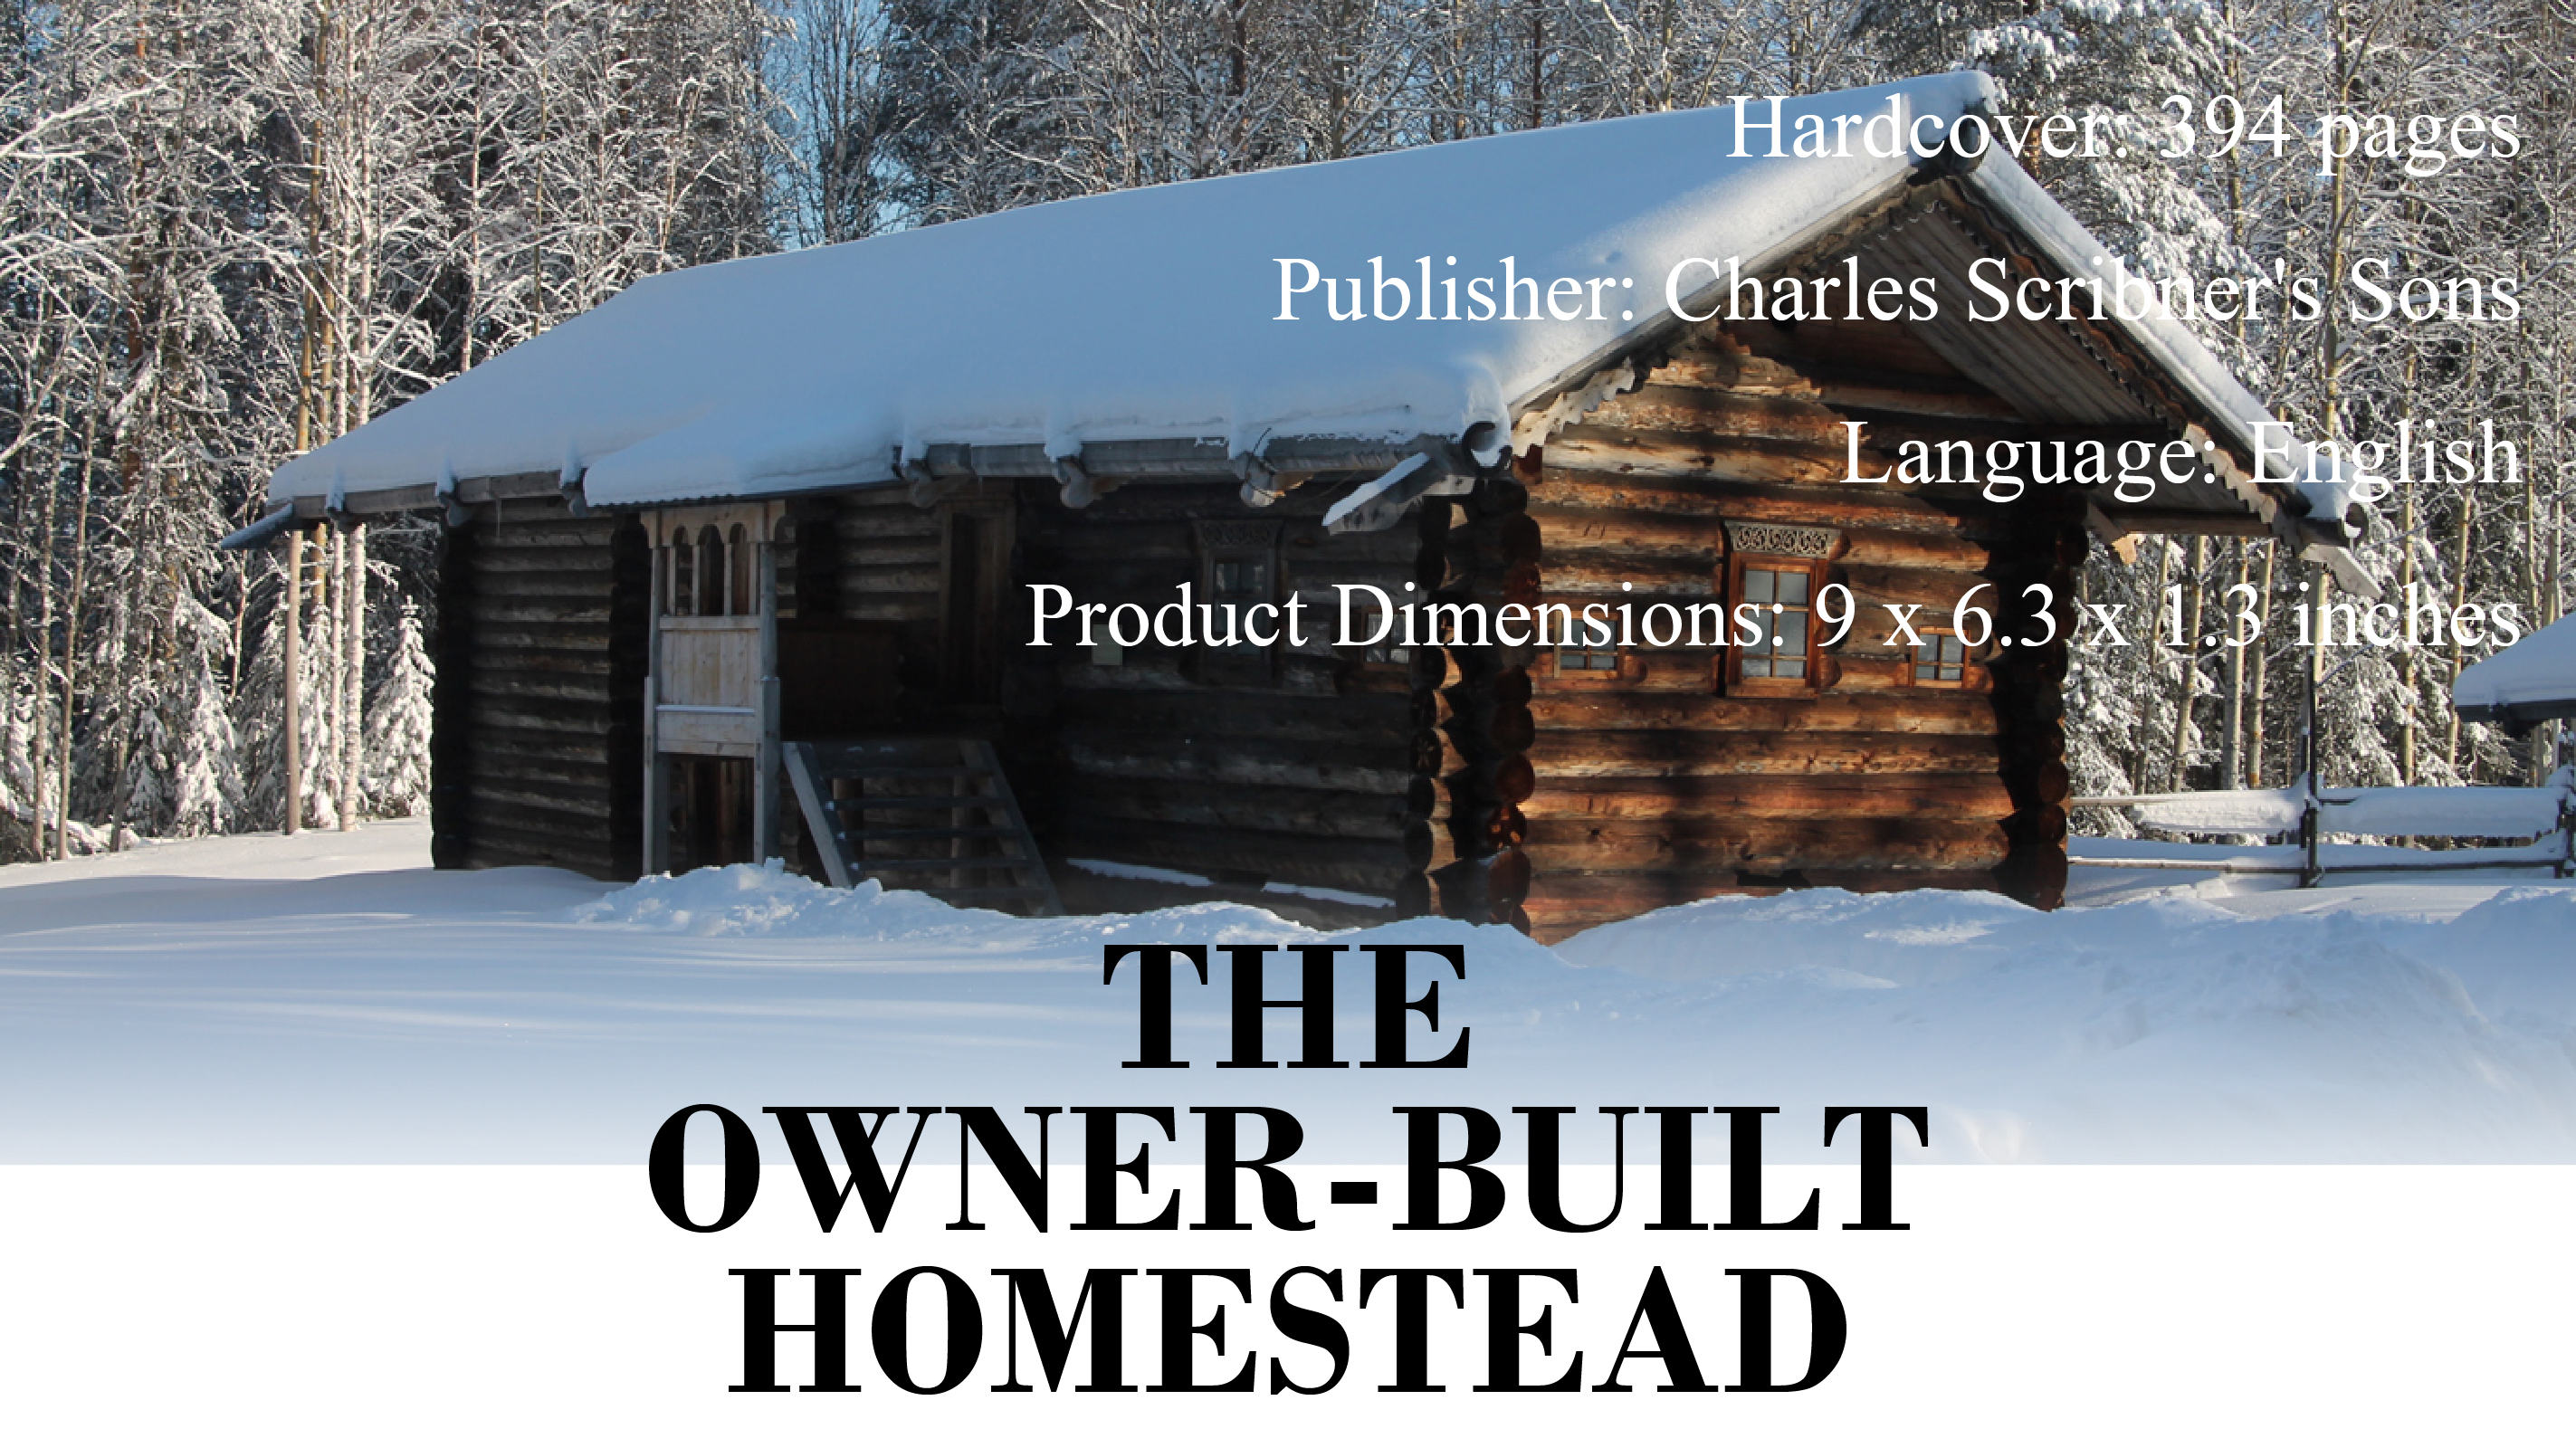 Hardcover: 394 pages
Publisher: Charles Scribner's Sons
Language: English
Product Dimensions: 9 x 6.3 x 1.3 inches
THE
OWNER-BUILT
HOMESTEAD